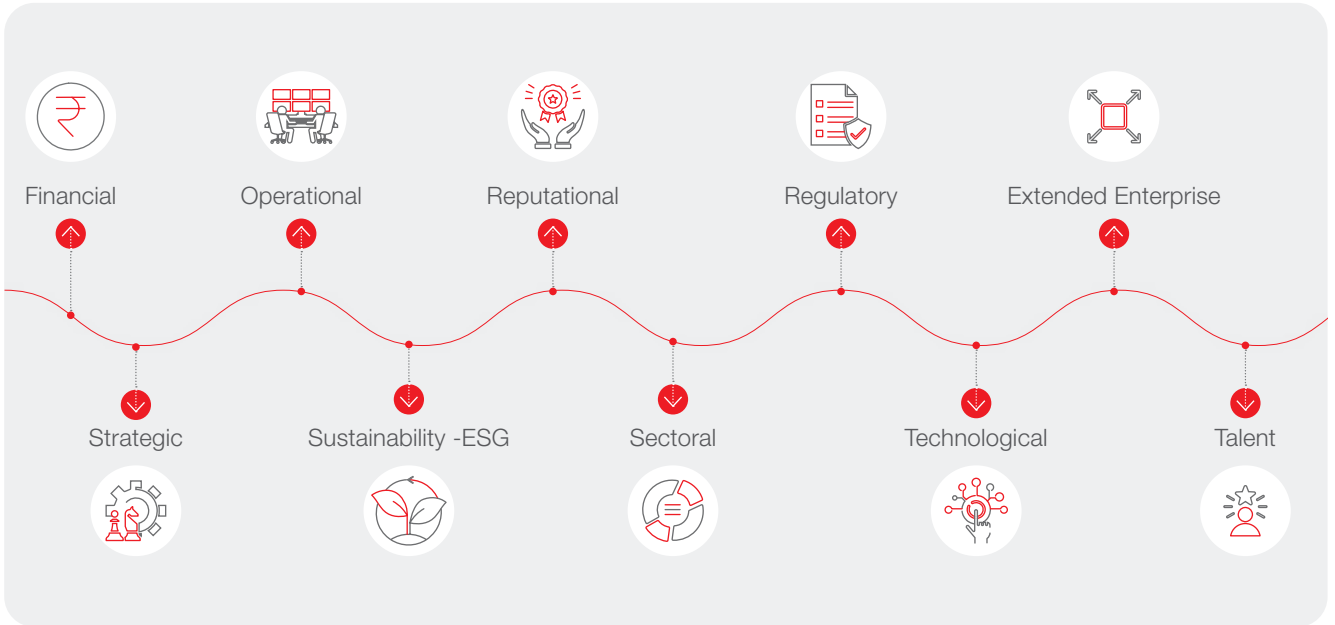 ₹
Financial
Operational
Reputational
Regulatory
Extended Enterprise
Strategic
Sustainability -ESG
Sectoral
Technological
Talent